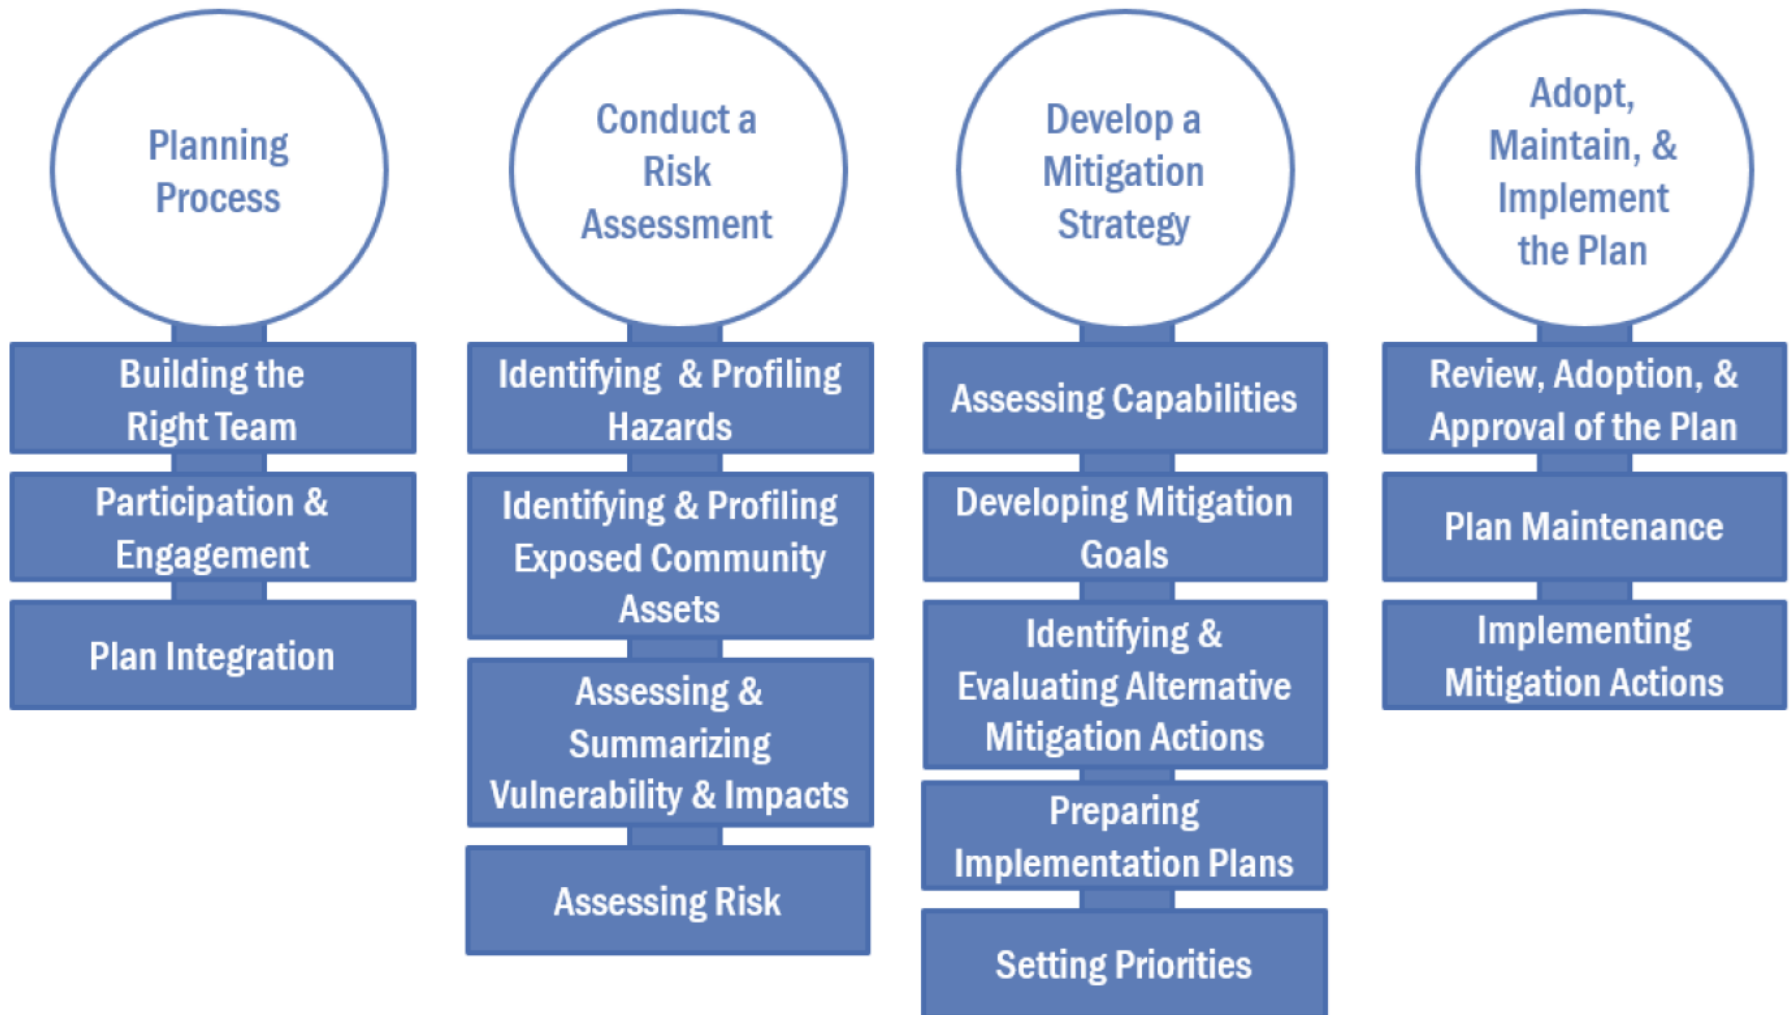 Planning
Process
Building the
Right Team
Participation &
Engagement
Plan Integration
Conduct a
Risk
Assessment
Identifying & Profiling
Hazards
Identifying & Profiling
Exposed Community
Assets
Assessing &
Summarizing
Vulnerability & Impacts
Assessing Risk
Develop a
Mitigation
Strategy
Assessing Capabilities
Developing Mitigation
Goals
Identifying &
Evaluating Alternative
Mitigation Actions
Preparing
Implementation Plans
Setting Priorities
Adopt,
Maintain, &
Implement
the Plan
Review, Adoption, &
Approval of the Plan
Plan Maintenance
Implementing
Mitigation Actions